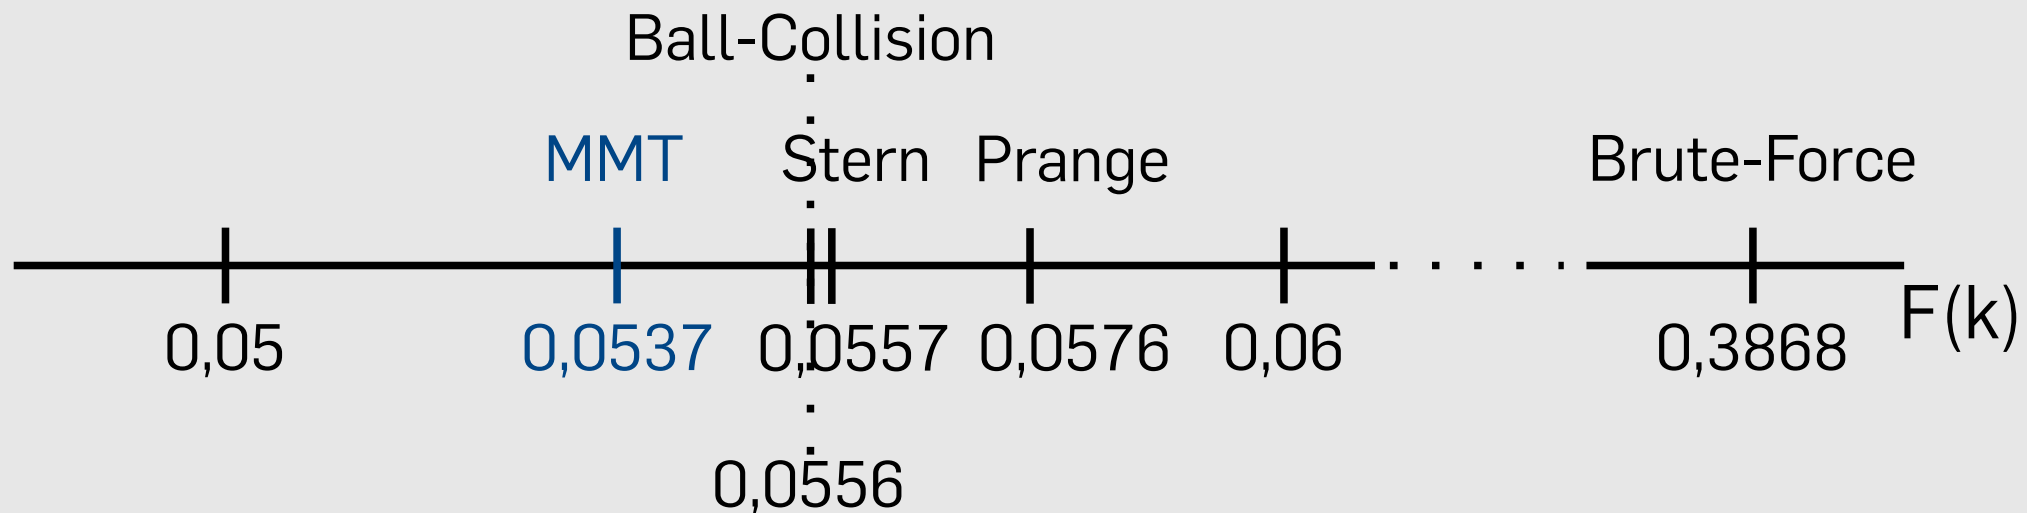 Ball-Collision
MMT Stern Prange Brute-Force
0,05 0,0537 0,0557 0,0576 0,06 0,3868 F(k)
0,0556